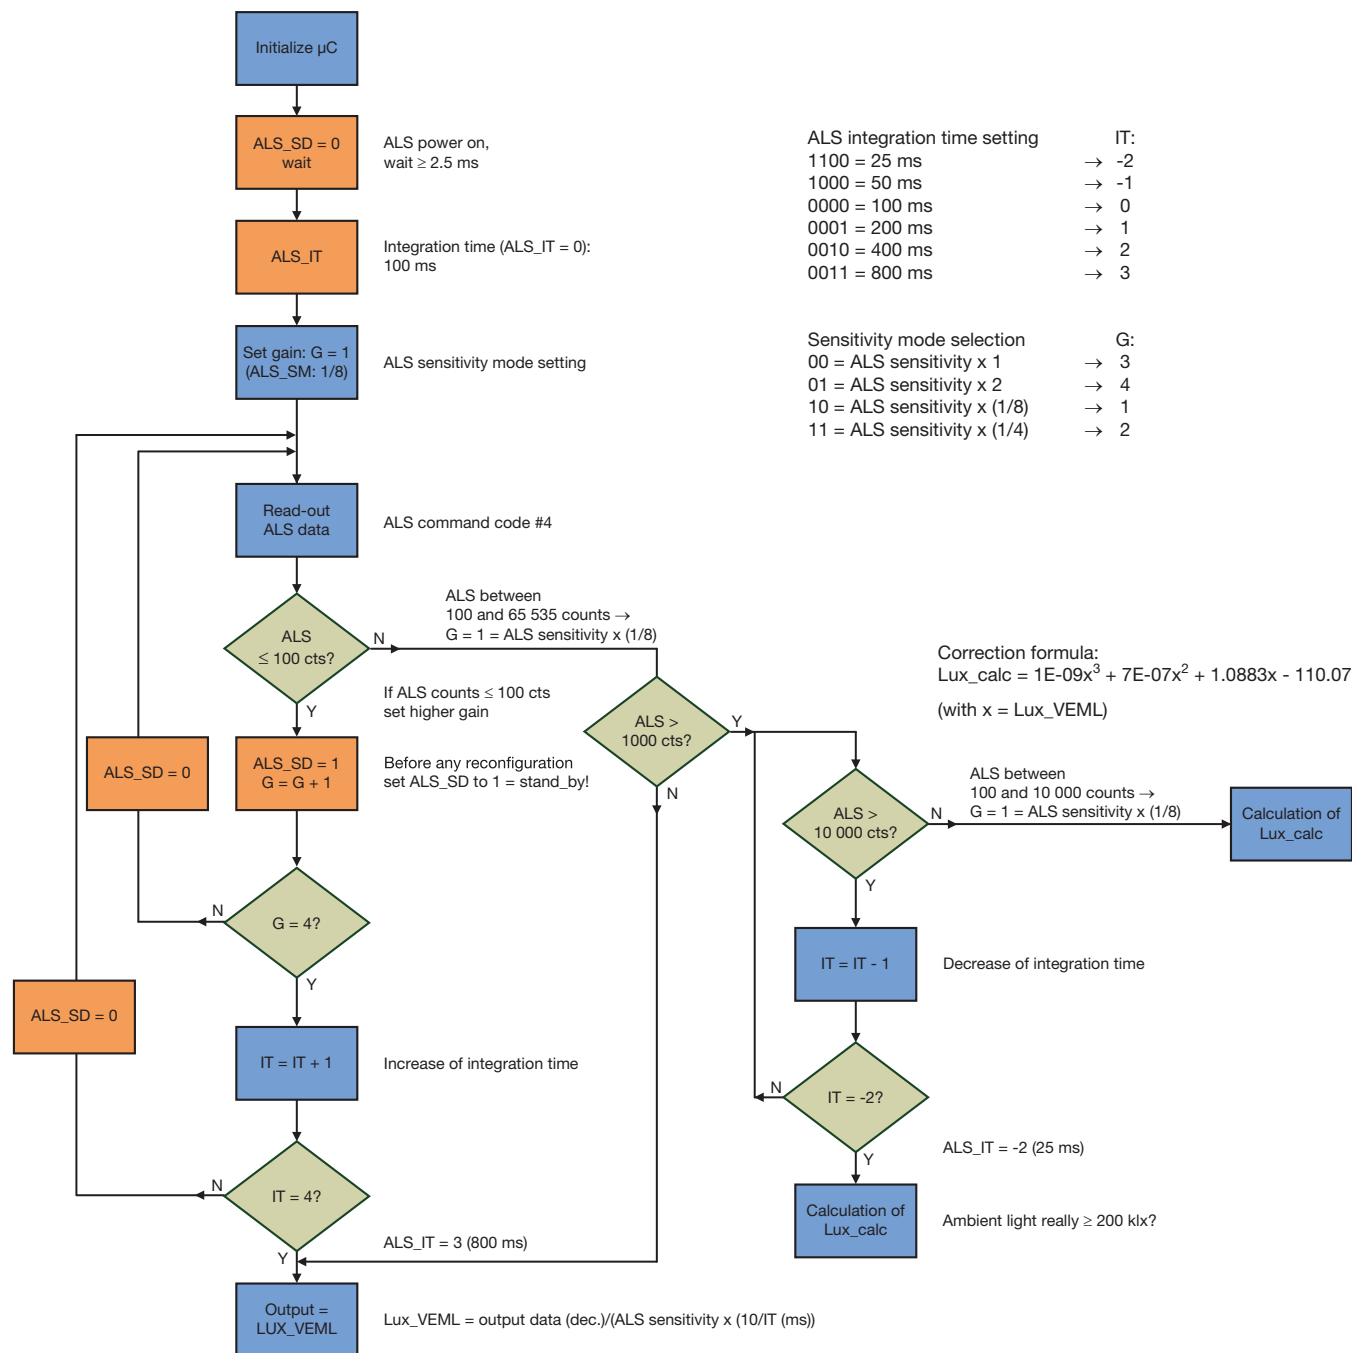 Initialize µC
ALS_SD = 0
wait
ALS power on,
wait ≥ 2.5 ms
ALS_IT
Integration time (ALS_IT = 0):
100 ms
Set gain: G = 1
(ALS_SM: 1/8)
ALS sensitivity mode setting
ALS integration time setting IT:
1100 = 25 ms → -2
1000 = 50 ms → -1
0000 = 100 ms → 0
0001 = 200 ms → 1
0010 = 400 ms → 2
0011 = 800 ms → 3
Sensitivity mode selection G:
00 = ALS sensitivity x 1 → 3
01 = ALS sensitivity x 2 → 4
10 = ALS sensitivity x (1/8) → 1
11 = ALS sensitivity x (1/4) → 2
Read-out
ALS data
ALS command code #4
ALS
≤ 100 cts?
N
Y
ALS between
100 and 65 535 counts →
G = 1 = ALS sensitivity x (1/8)
If ALS counts ≤ 100 cts
set higher gain
ALS >
1000 cts?
Y
N
Correction formula:
Lux_calc = 1E-09x³ + 7E-07x² + 1.0883x - 110.07
(with x = Lux_VEML)
ALS_SD = 0
ALS_SD = 1
G = G + 1
Before any reconfiguration
set ALS_SD to 1 = stand_by!
ALS >
10 000 cts?
N
Y
ALS between
100 and 10 000 counts →
G = 1 = ALS sensitivity x (1/8)
Calculation of
Lux_calc
G = 4?
N
Y
IT = IT - 1
Decrease of integration time
ALS_SD = 0
IT = IT + 1
Increase of integration time
IT = -2?
N
Y
ALS_IT = -2 (25 ms)
IT = 4?
N
Y
Calculation of
Lux_calc
Ambient light really ≥ 200 klx?
ALS_IT = 3 (800 ms)
Output =
LUX_VEML
Lux_VEML = output data (dec.)/(ALS sensitivity x (10/IT (ms))